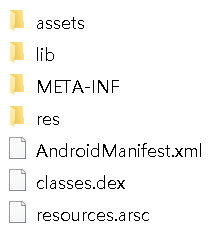 assets
lib
META-INF
res
AndroidManifest.xml
classes.dex
resources.arsc